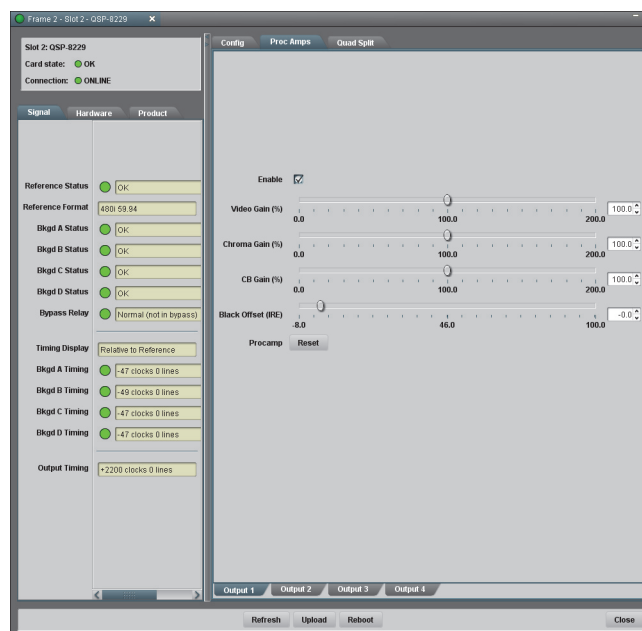 Frame 2 - Slot 2 - QSP-8229
Slot 2: QSP-8229
Card state: OK
Connection: ONLINE
Signal Hardware Product
Reference Status OK
Reference Format 480i 59.94
Bkgd A Status OK
Bkgd B Status OK
Bkgd C Status OK
Bkgd D Status OK
Bypass Relay Normal (not in bypass)
Timing Display Relative to Reference
Bkgd A Timing -47 clocks 0 lines
Bkgd B Timing -49 clocks 0 lines
Bkgd C Timing -47 clocks 0 lines
Bkgd D Timing -47 clocks 0 lines
Output Timing +2200 clocks 0 lines
Config Proc Amps Quad Split
Enable
Video Gain (%) 100.0
0.0 100.0 200.0
Chroma Gain (%) 100.0
0.0 100.0 200.0
CB Gain (%) 100.0
0.0 100.0 200.0
Black Offset (IRE) -0.0
-8.0 46.0 100.0
Procamp Reset
Output 1 Output 2 Output 3 Output 4
Refresh Upload Reboot Close